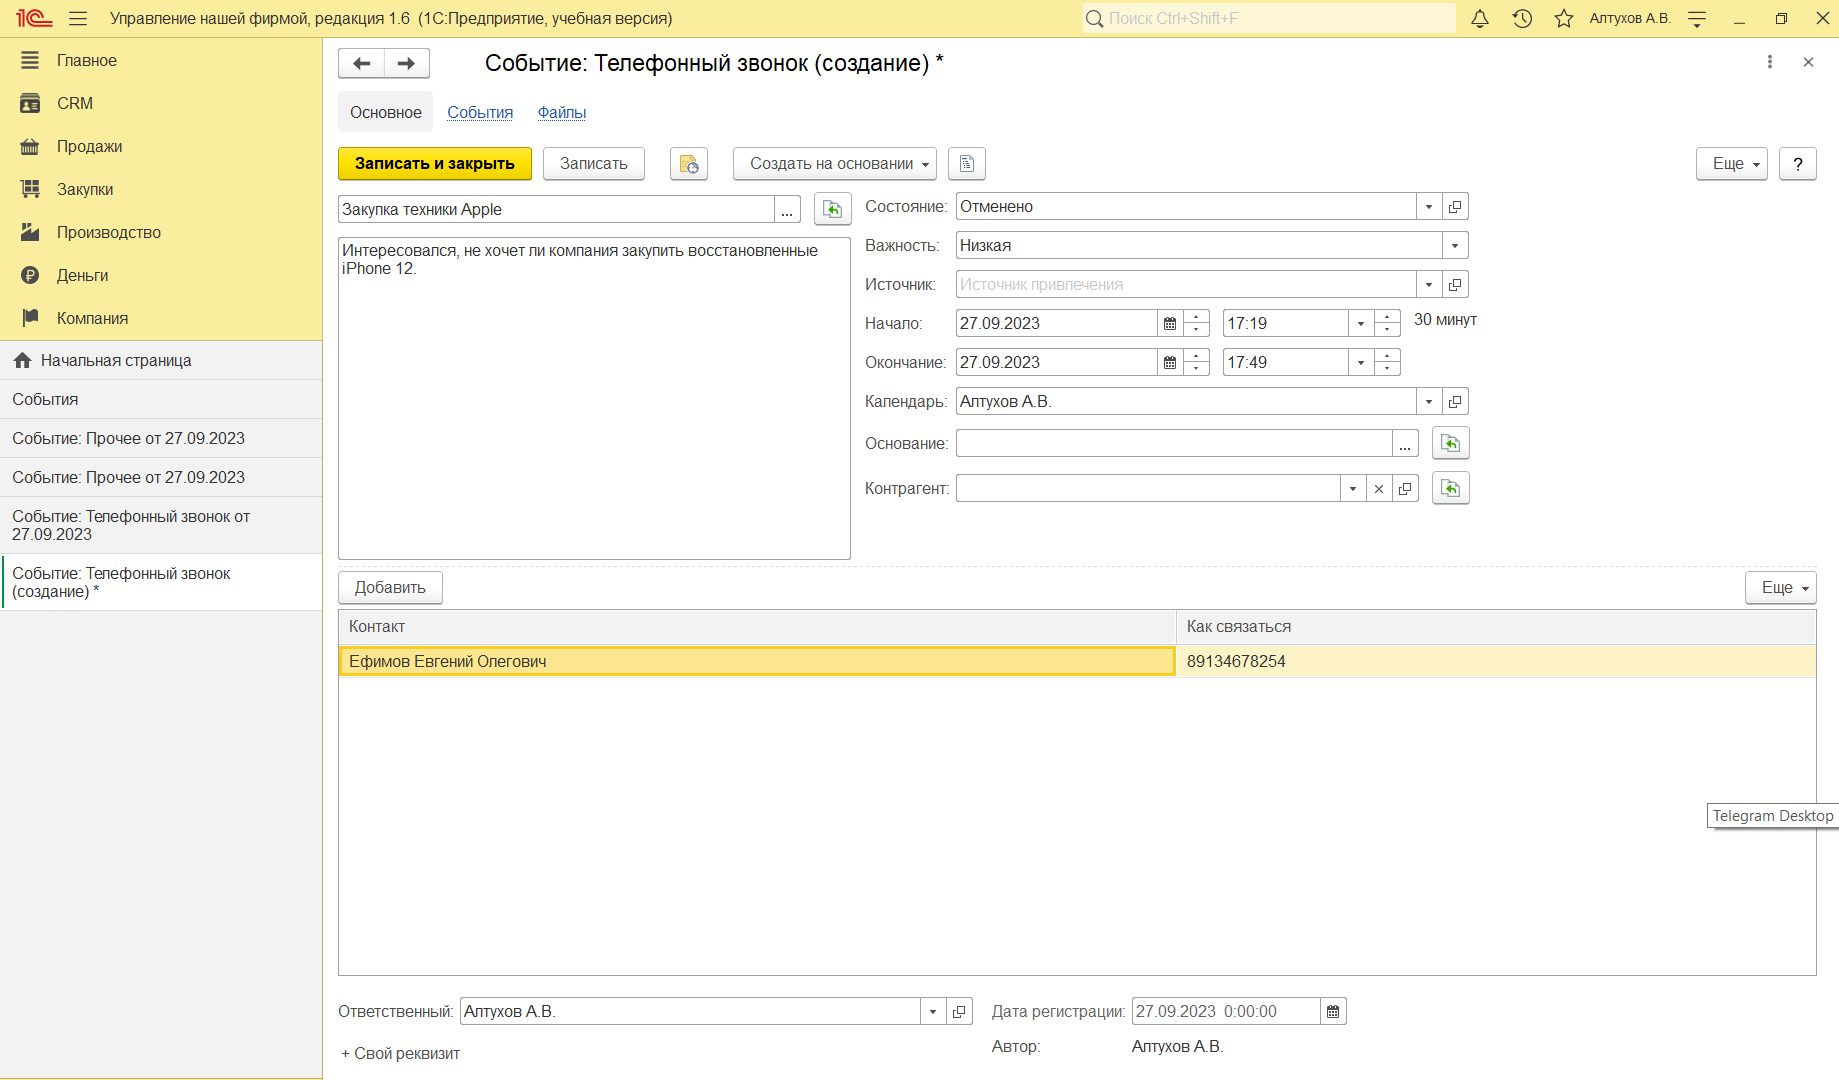 1С Управление нашей фирмой, редакция 1.6 (1С:Предприятие, учебная версия)
Поиск Ctrl+Shift+F
Алтухов А.В.
Главное
CRM
Продажи
Закупки
Производство
Деньги
Компания
Начальная страница
События
Событие: Прочее от 27.09.2023
Событие: Прочее от 27.09.2023
Событие: Телефонный звонок от
27.09.2023
Событие: Телефонный звонок
(создание) *
Событие: Телефонный звонок (создание) *
Основное События Файлы
Записать и закрыть Записать Создать на основании Еще ?
Закупка техники Apple ...
Интересовался, не хочет ли компания закупить восстановленные
iPhone 12.
Состояние: Отменено
Важность: Низкая
Источник: Источник привлечения
Начало: 27.09.2023 17:19 30 минут
Окончание: 27.09.2023 17:49
Календарь: Алтухов А.В.
Основание: ...
Контрагент:
Добавить Еще
Контакт Как связаться
Ефимов Евгений Олегович 89134678254
Telegram Desktop
Ответственный: Алтухов А.В. Дата регистрации: 27.09.2023 0:00:00
+ Свой реквизит Автор: Алтухов А.В.